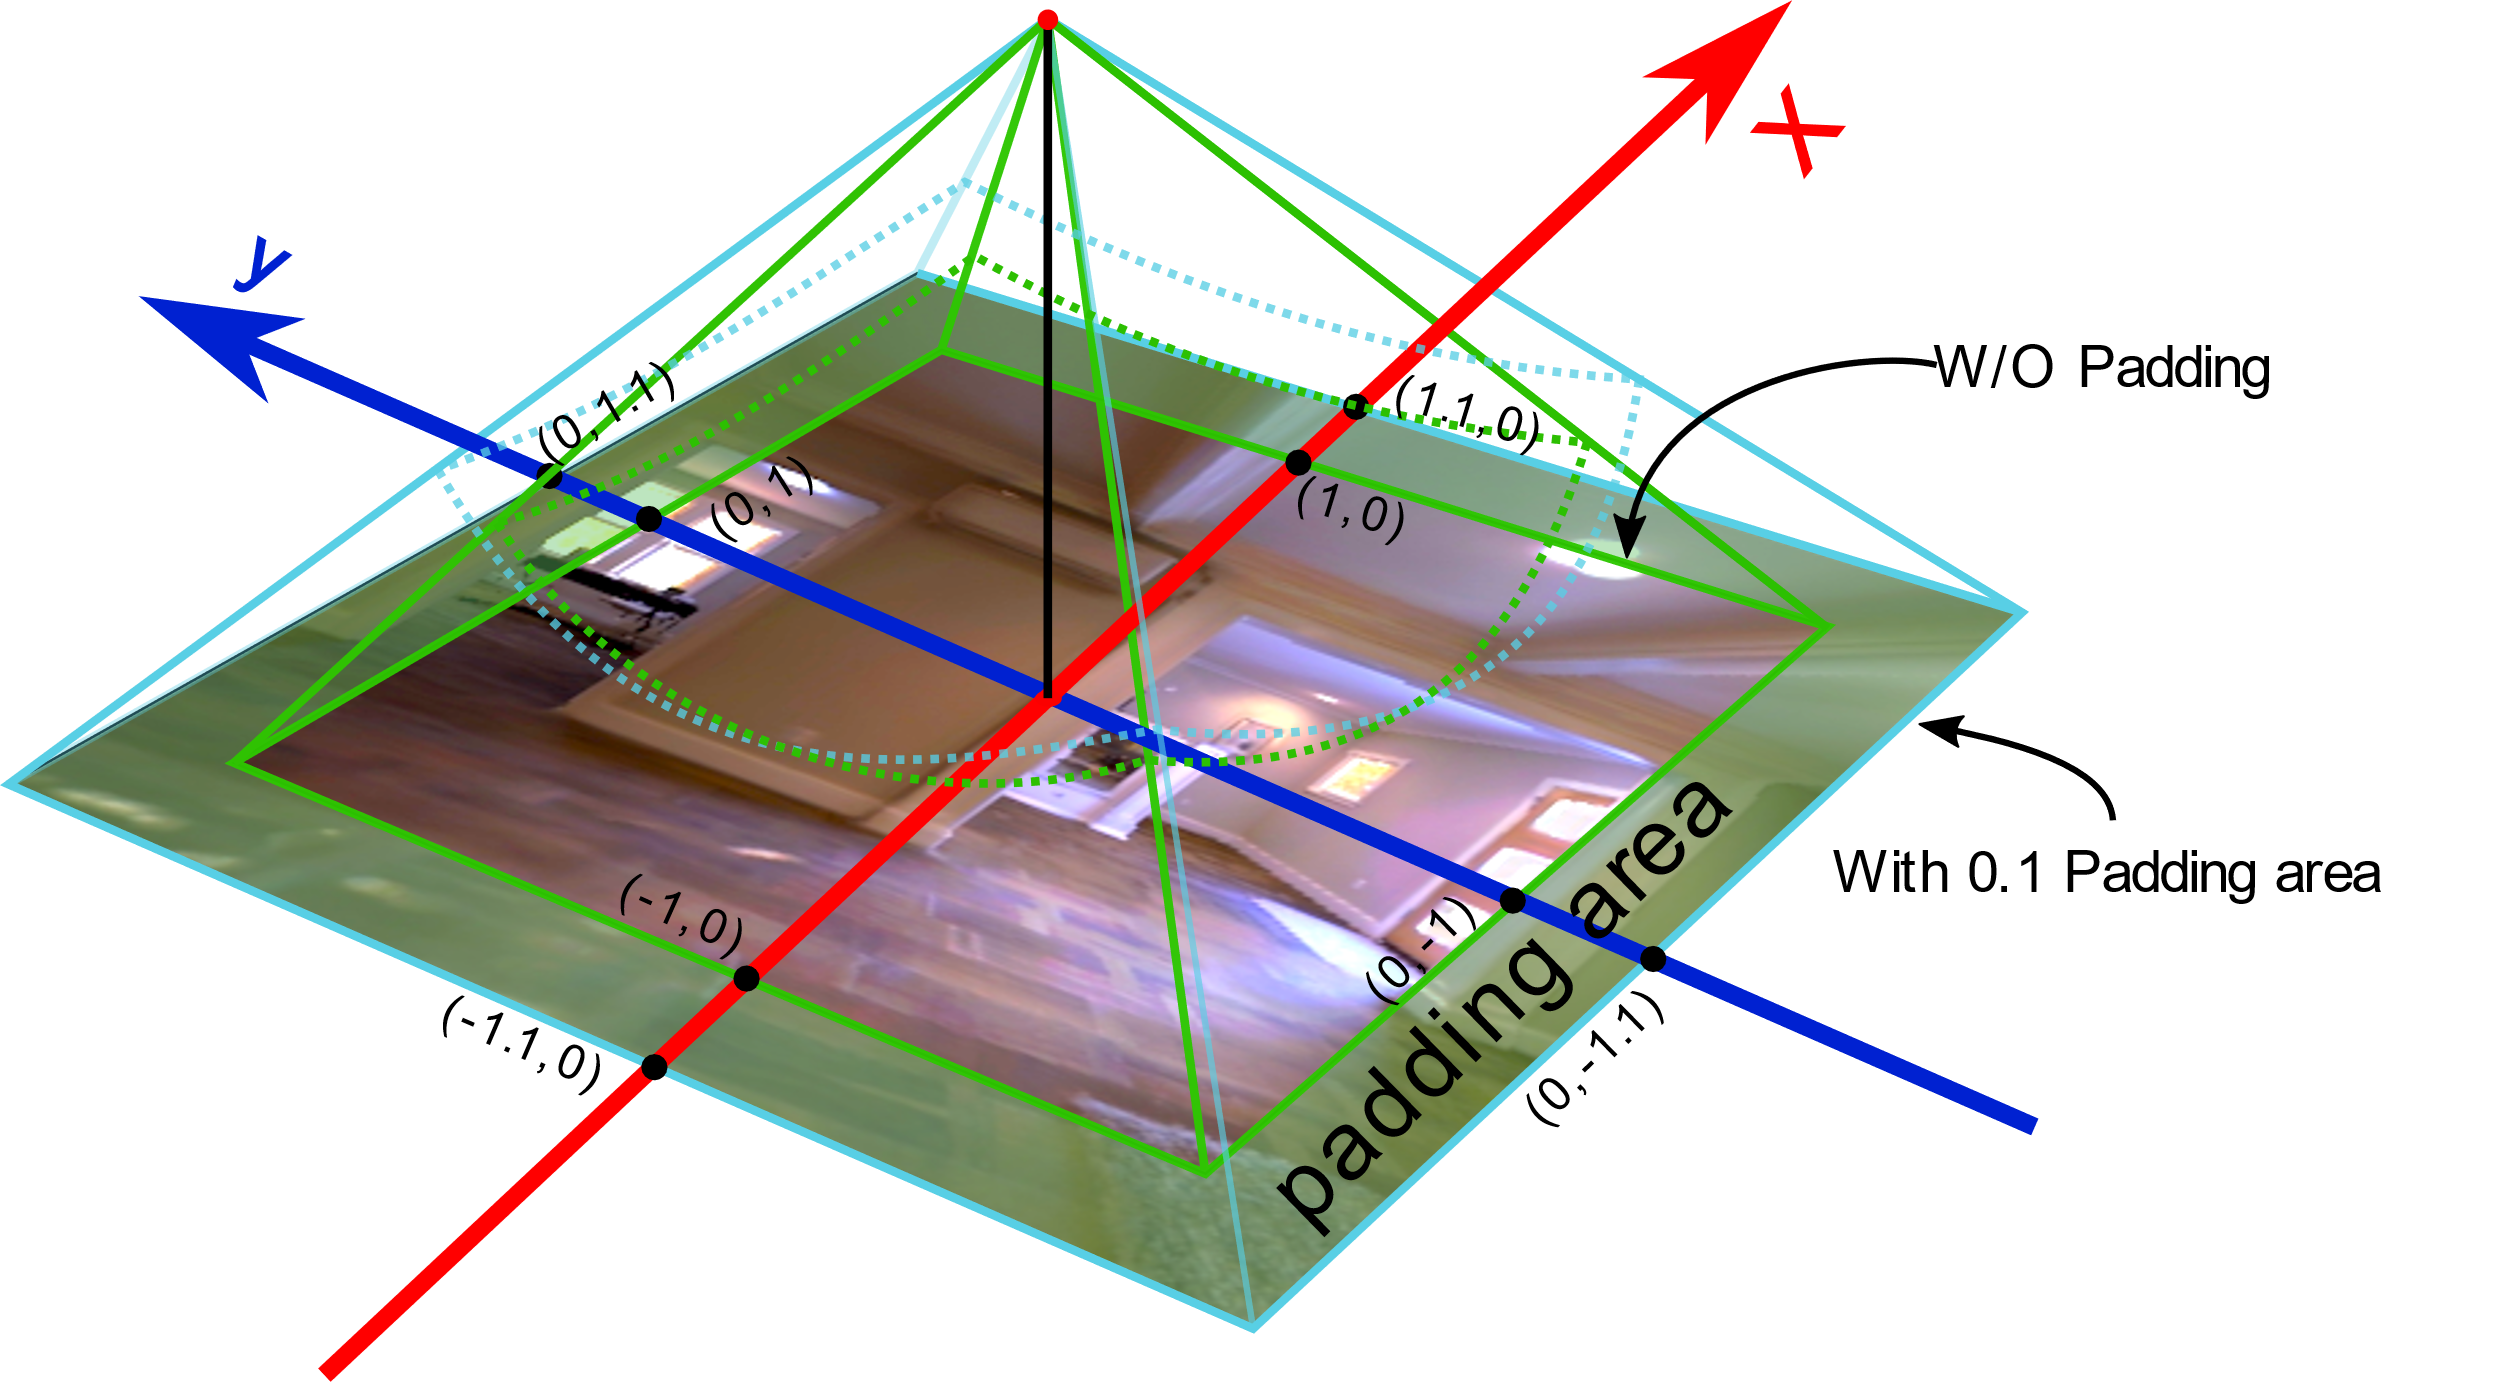 X
y
W/O Padding
(0,1.1)
(1.1,0)
(0,1)
(1,0)
With 0.1 Padding area
padding area
(-1,0)
(0,-1)
(-1.1,0)
(0,-1.1)